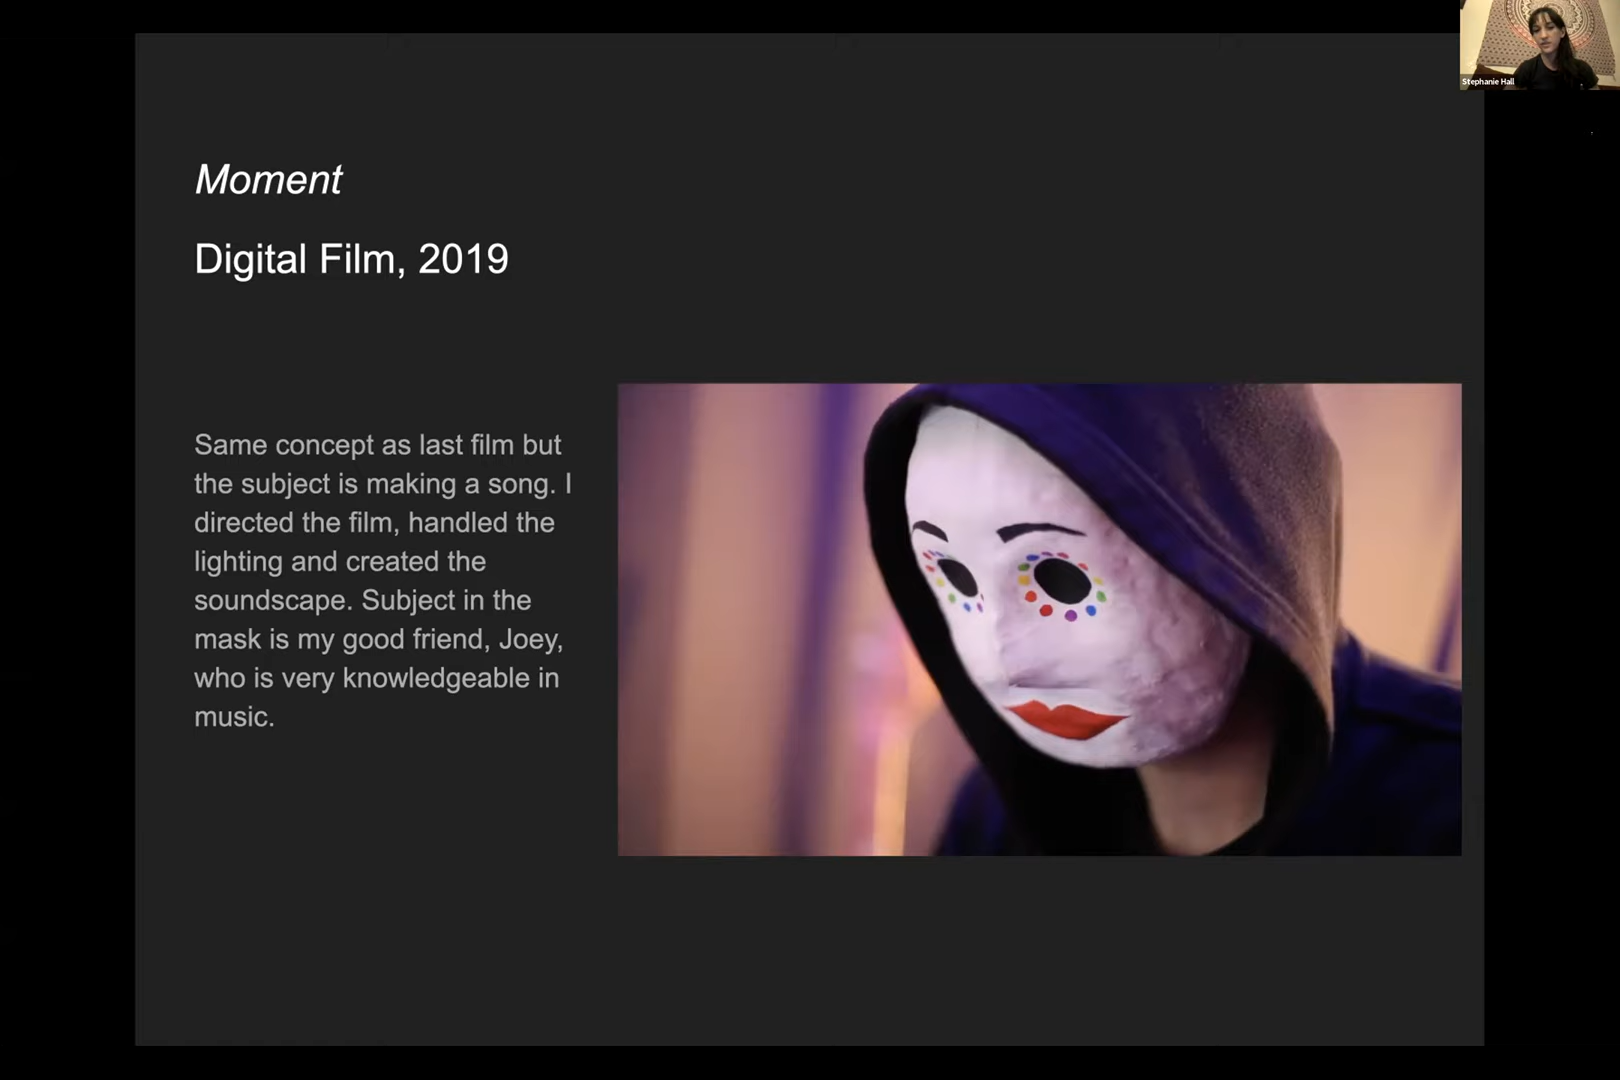 Stephanie Hall
Moment
Digital Film, 2019
Same concept as last film but
the subject is making a song. I
directed the film, handled the
lighting and created the
soundscape. Subject in the
mask is my good friend, Joey,
who is very knowledgeable in
music.